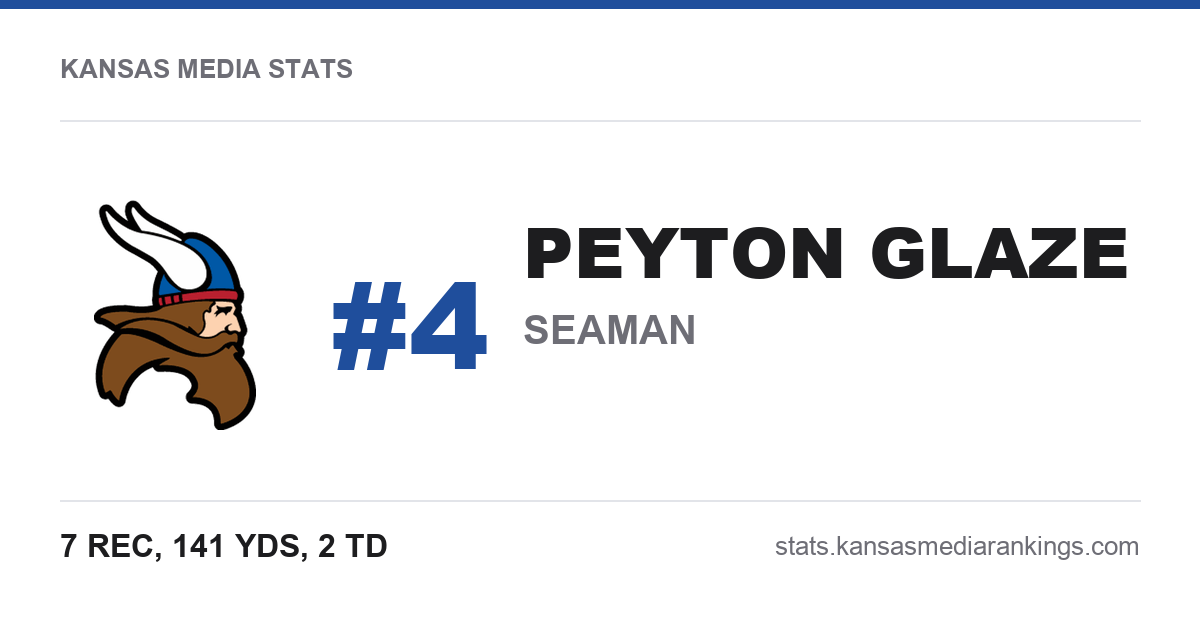 KANSAS MEDIA STATS
#4
PEYTON GLAZE
SEAMAN
7 REC, 141 YDS, 2 TD
stats.kansasmediarankings.com